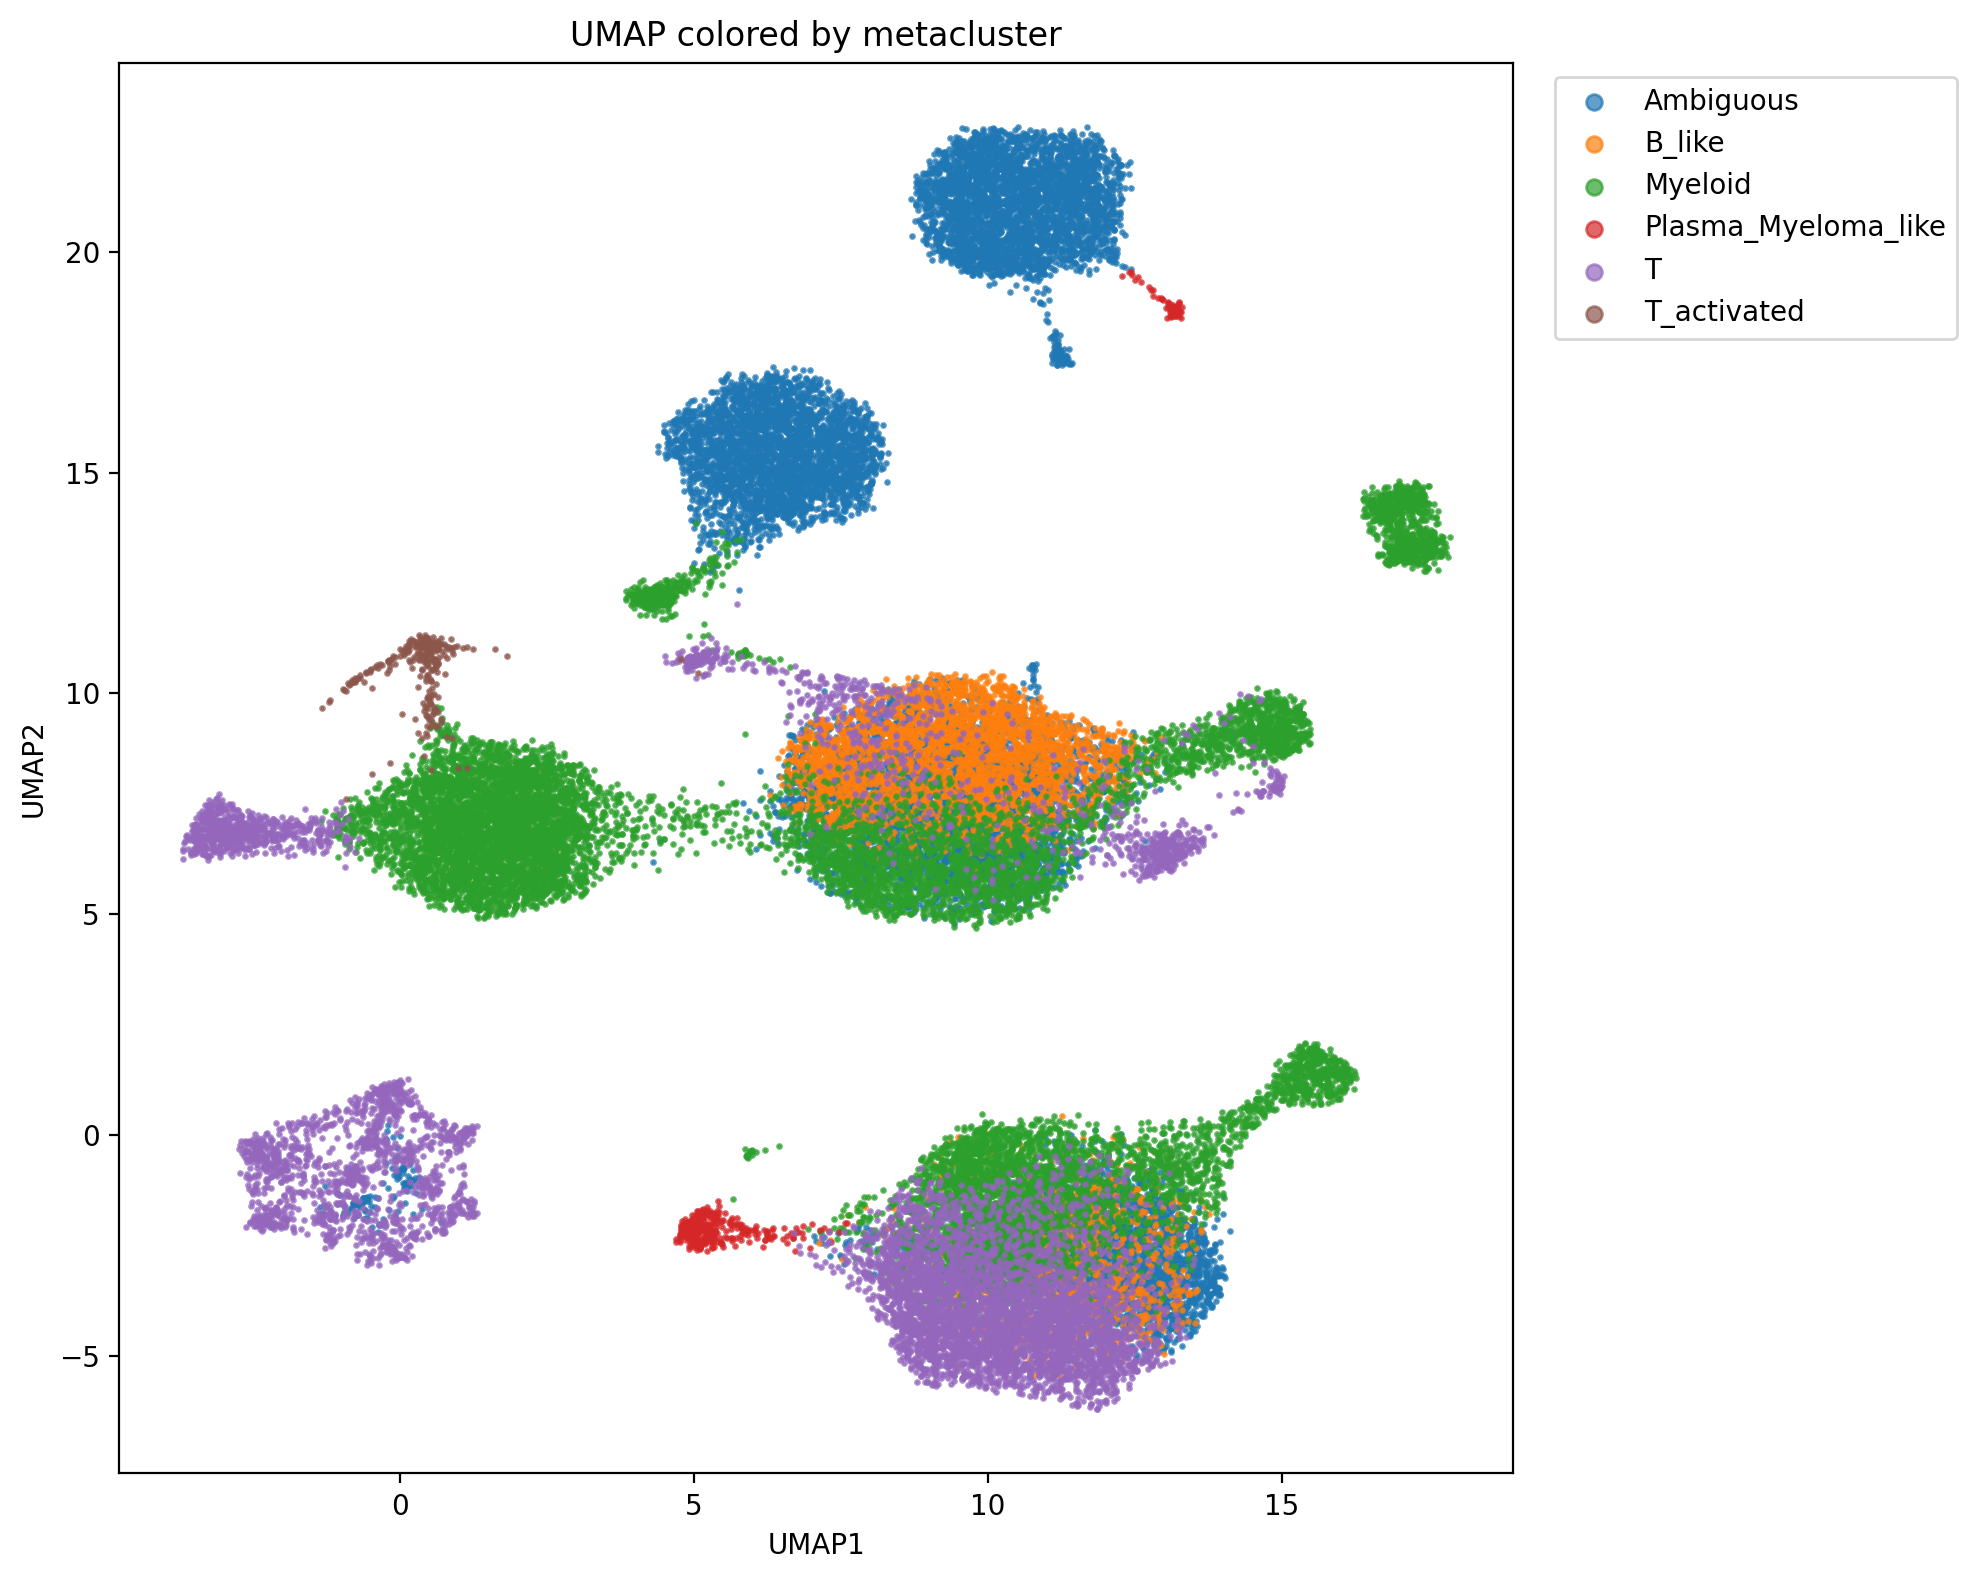 UMAP colored by metacluster
Ambiguous
B_like
Myeloid
Plasma_Myeloma_like
T
T_activated
20
15
10
5
0
−5
UMAP2
0
5
10
15
UMAP1